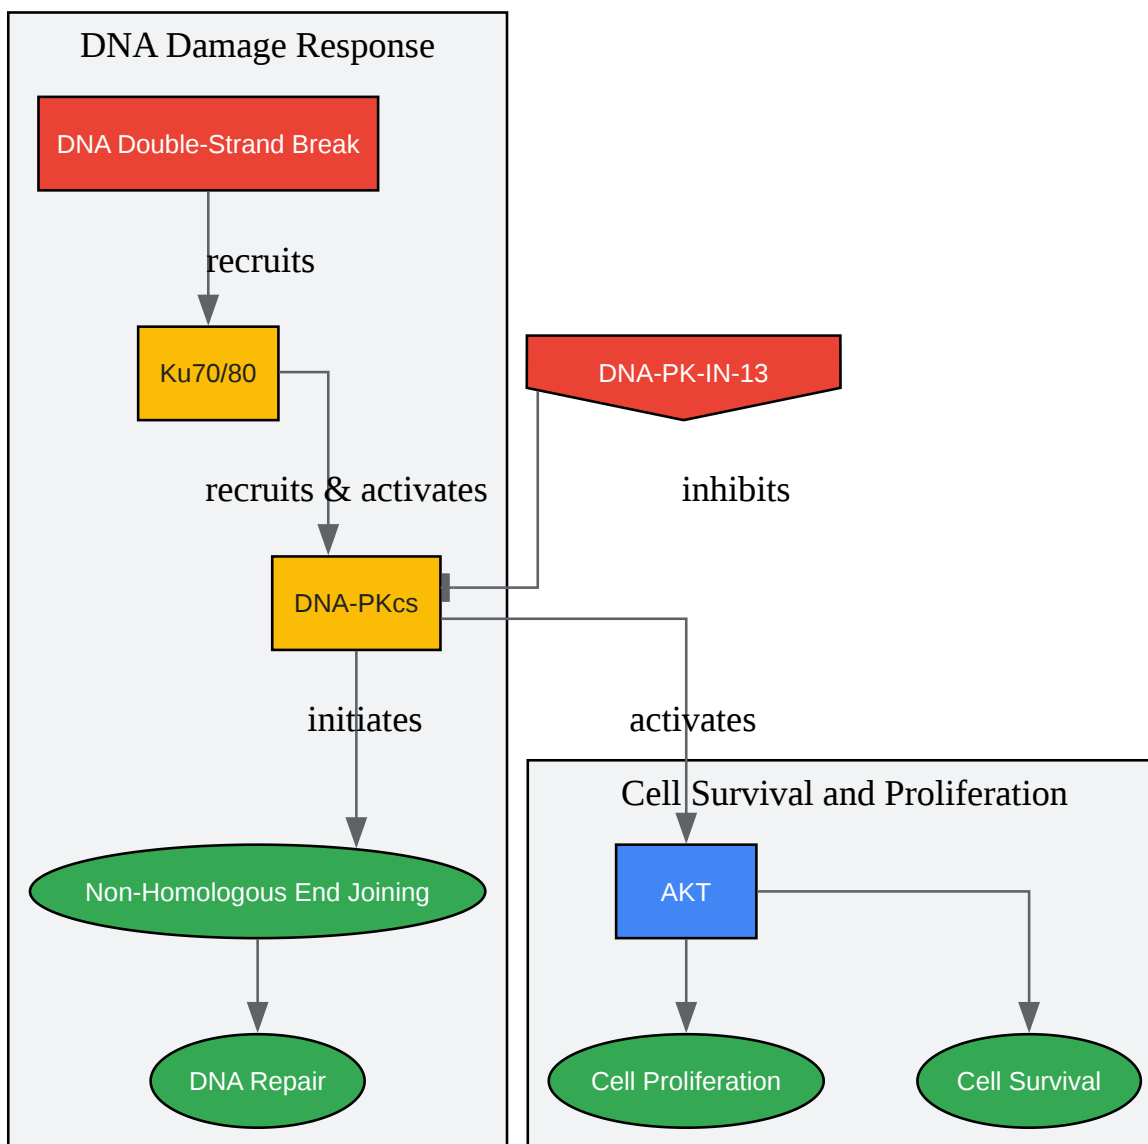 DNA Damage Response
DNA Double-Strand Break
recruits
Ku70/80
DNA-PK-IN-13
recruits & activates
inhibits
DNA-PKcs
initiates
activates
Cell Survival and Proliferation
Non-Homologous End Joining
AKT
DNA Repair
Cell Proliferation
Cell Survival